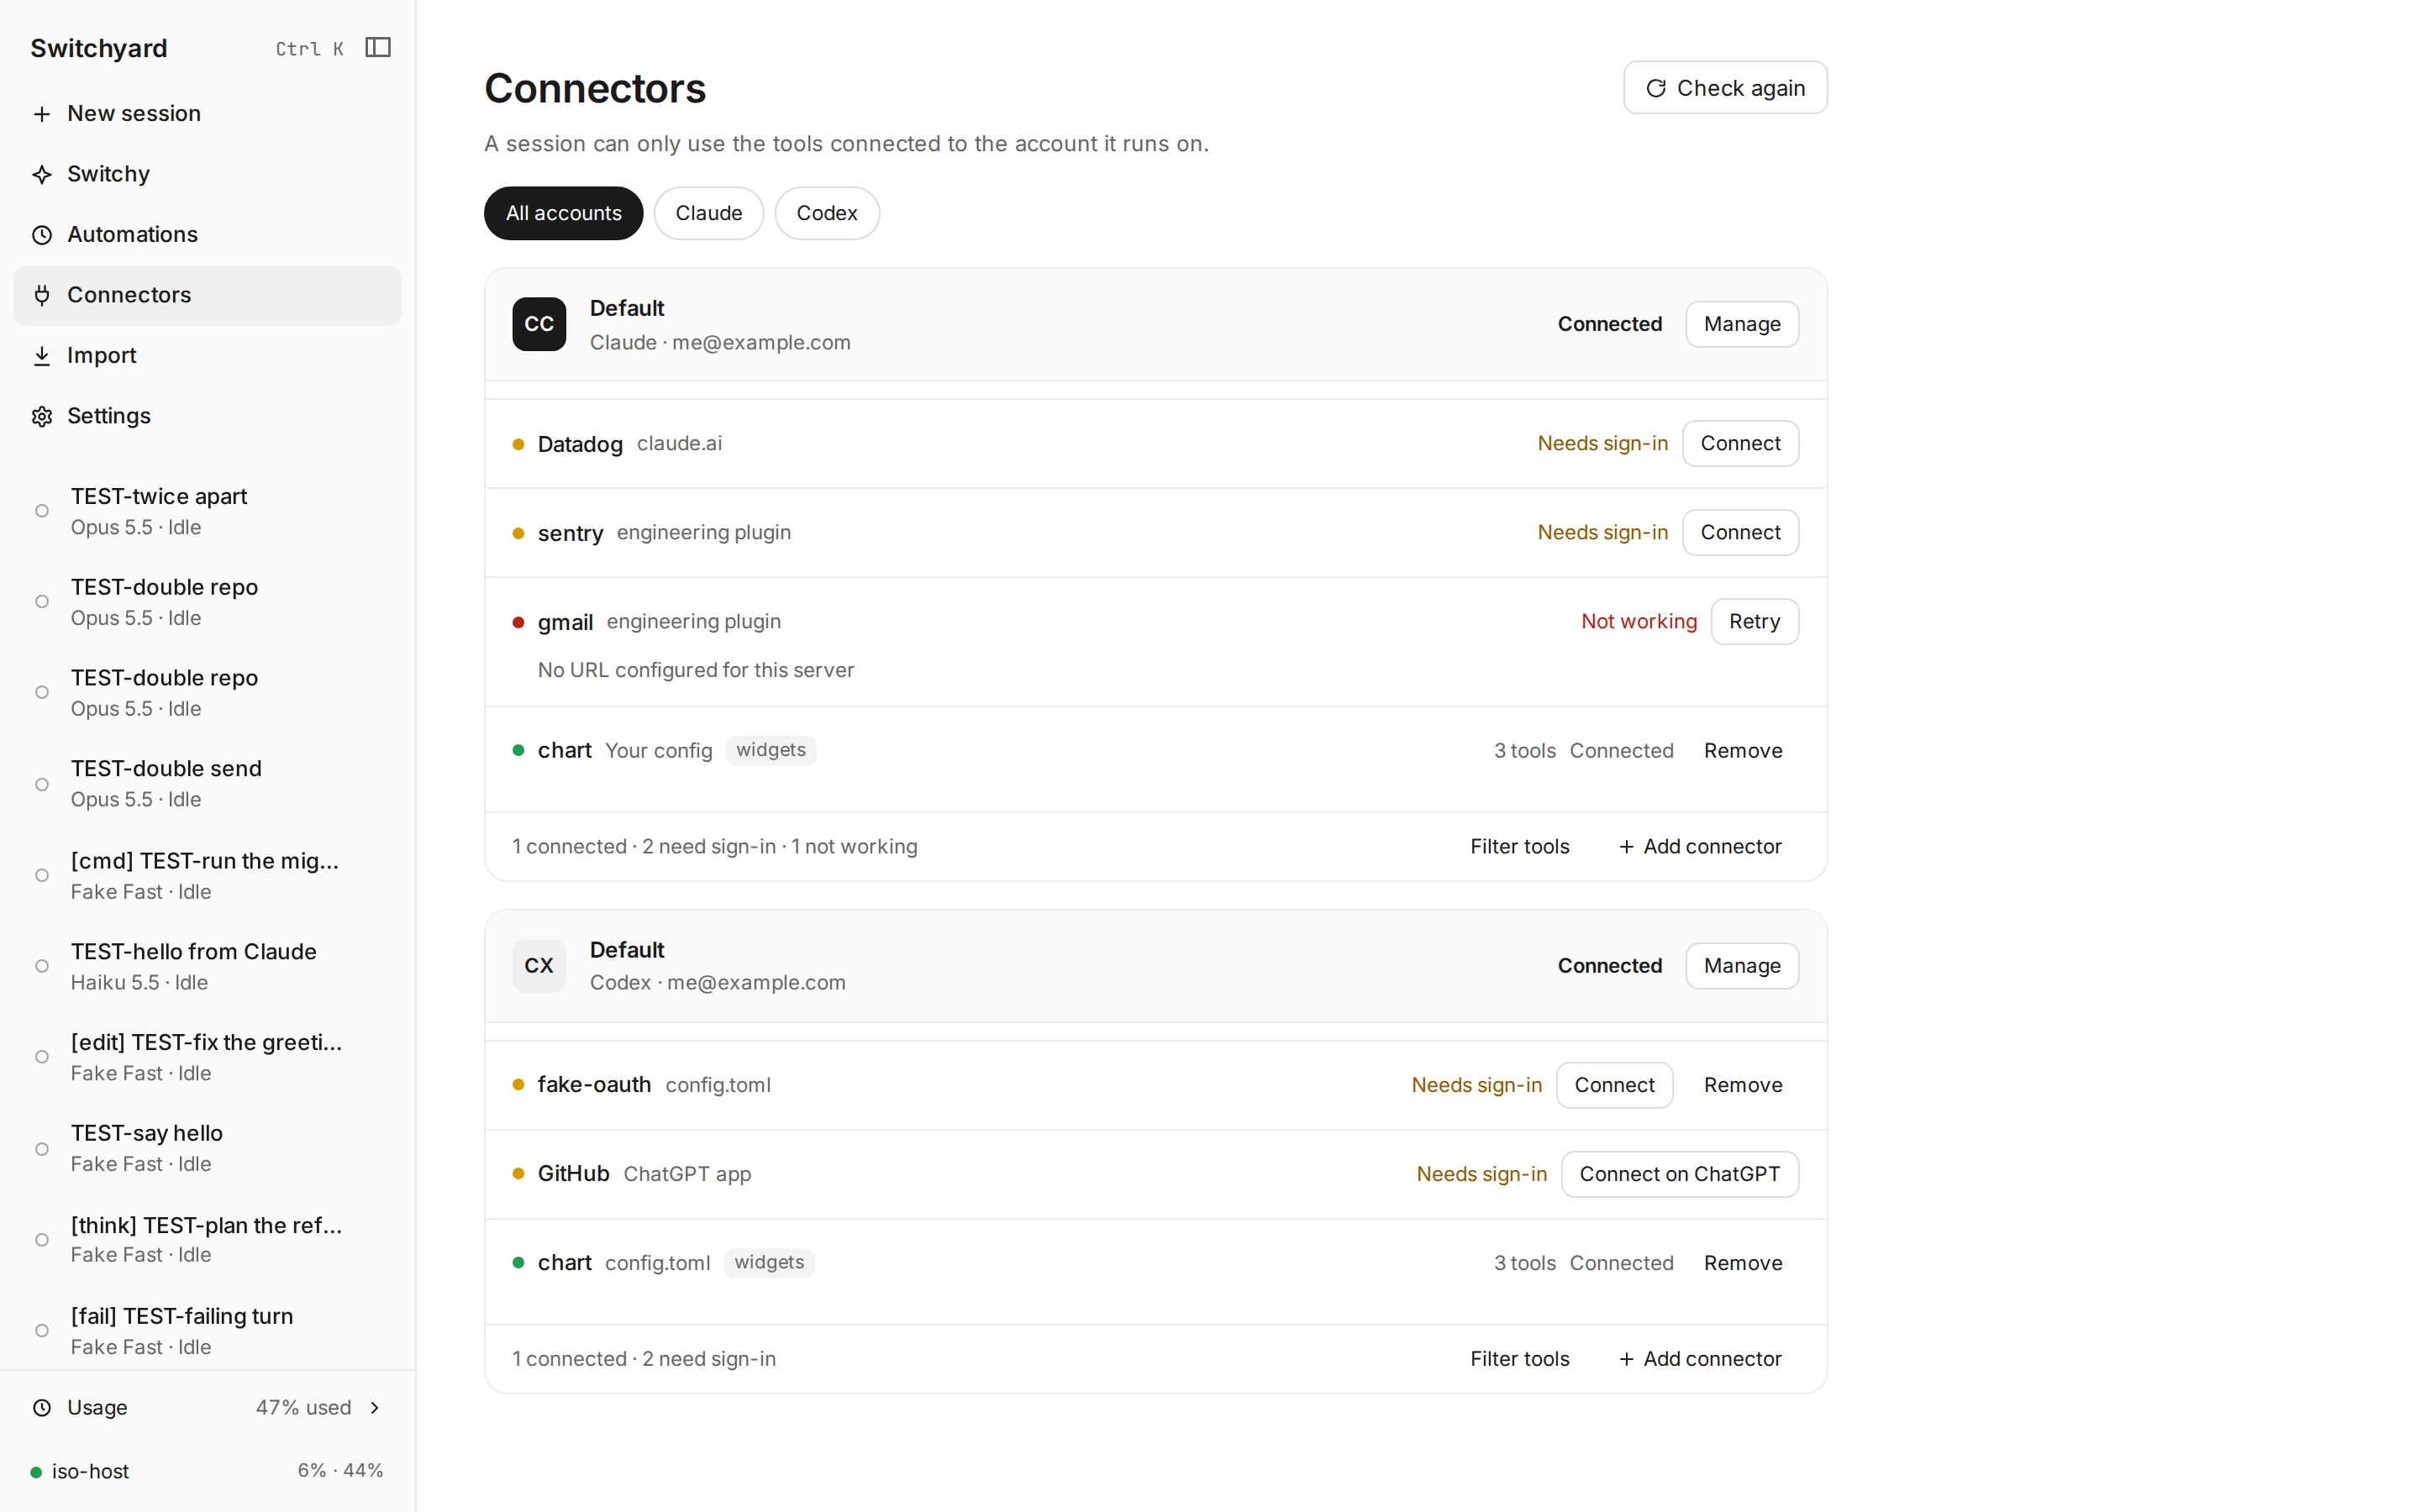 Switchyard Ctrl K
New session
Switchy
Automations
Connectors
Import
Settings
TEST-twice apart
Opus 5.5 · Idle
TEST-double repo
Opus 5.5 · Idle
TEST-double repo
Opus 5.5 · Idle
TEST-double send
Opus 5.5 · Idle
[cmd] TEST-run the mig...
Fake Fast · Idle
TEST-hello from Claude
Haiku 5.5 · Idle
[edit] TEST-fix the greeti...
Fake Fast · Idle
TEST-say hello
Fake Fast · Idle
[think] TEST-plan the ref...
Fake Fast · Idle
[fail] TEST-failing turn
Fake Fast · Idle
Usage 47% used
iso-host 6% · 44%
Connectors
Check again
A session can only use the tools connected to the account it runs on.
All accounts Claude Codex
CC Default
Claude · me@example.com
Connected Manage
Datadog claude.ai Needs sign-in Connect
sentry engineering plugin Needs sign-in Connect
gmail engineering plugin Not working Retry
No URL configured for this server
chart Your config widgets 3 tools Connected Remove
1 connected · 2 need sign-in · 1 not working Filter tools + Add connector
CX Default
Codex · me@example.com
Connected Manage
fake-oauth config.toml Needs sign-in Connect Remove
GitHub ChatGPT app Needs sign-in Connect on ChatGPT
chart config.toml widgets 3 tools Connected Remove
1 connected · 2 need sign-in Filter tools + Add connector